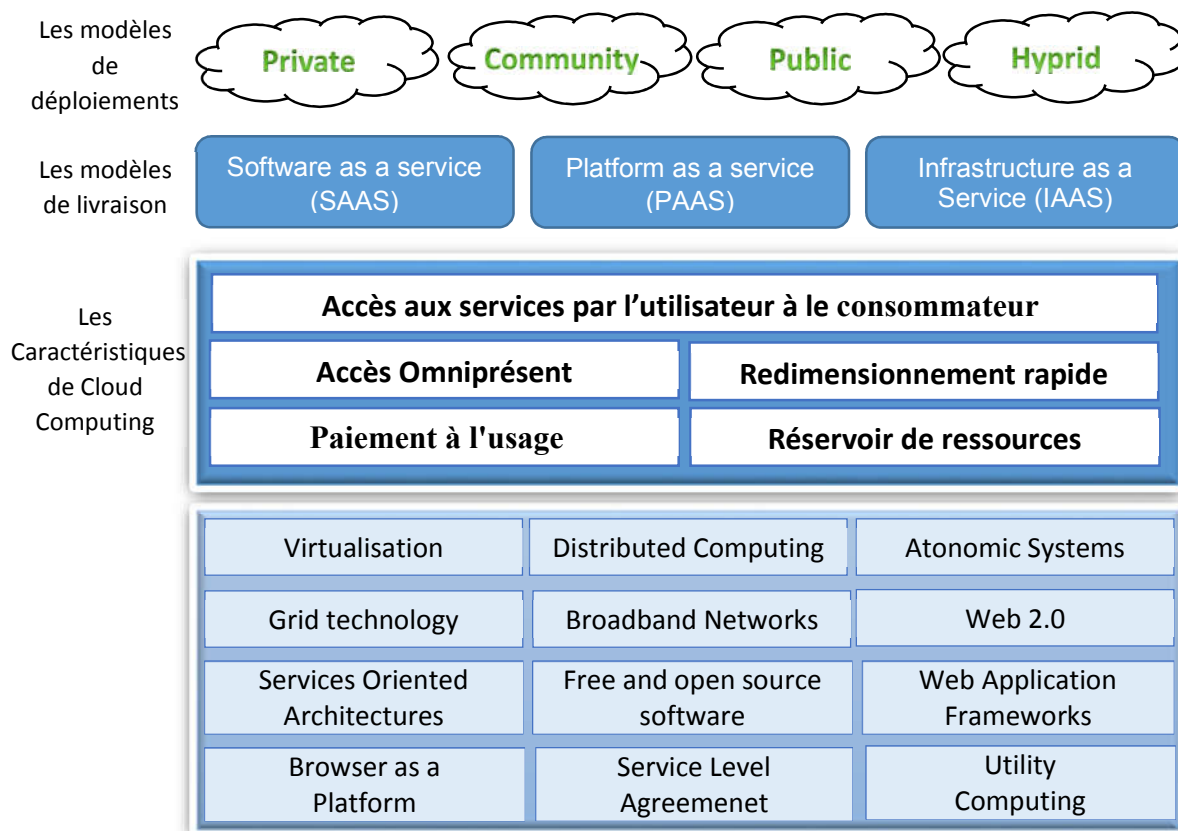 Les modèles
de
déploiements
Private
Community
Public
Hyprid
Les modèles
de livraison
Software as a service
(SAAS)
Platform as a service
(PAAS)
Infrastructure as a
Service (IAAS)
Les
Caractéristiques
de Cloud
Computing
Accès aux services par l’utilisateur à le consommateur
Accès Omniprésent
Redimensionnement rapide
Paiement à l'usage
Réservoir de ressources
Virtualisation
Distributed Computing
Atonomic Systems
Grid technology
Broadband Networks
Web 2.0
Services Oriented
Architectures
Free and open source
software
Web Application
Frameworks
Browser as a
Platform
Service Level
Agreemenet
Utility
Computing